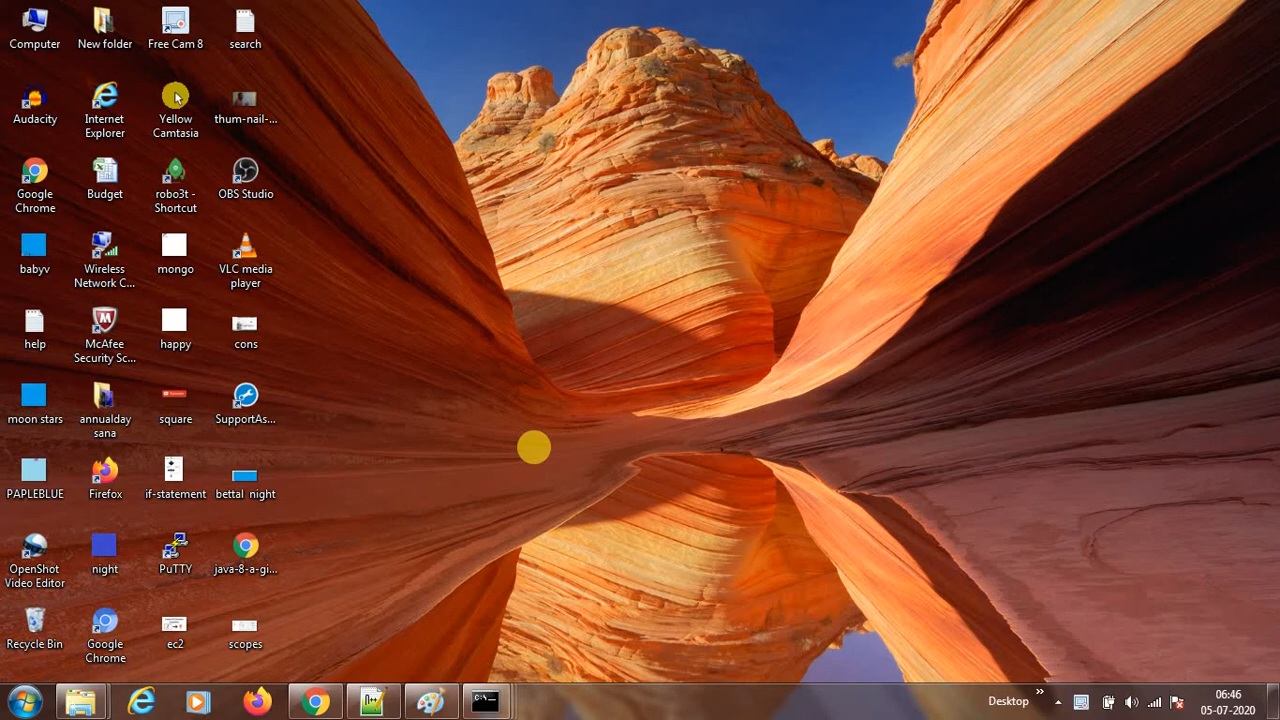 Computer
New folder
Free Cam 8
search
Audacity
Internet
Explorer
Yellow
Camtasia
thum-nail-...
Google
Chrome
Budget
robo3t -
Shortcut
OBS Studio
babyv
Wireless
Network C...
mongo
VLC media
player
help
McAfee
Security Sc...
happy
cons
moon stars
annualday
sana
square
SupportAs...
PAPLEBLUE
Firefox
if-statement
bettal night
OpenShot
Video Editor
night
PuTTY
java-8-a-gi...
Recycle Bin
Google
Chrome
ec2
scopes
C:\_
Desktop
»
06:46
05-07-2020